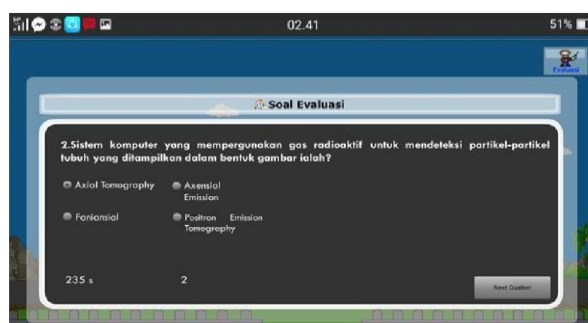 02.41
51%
Evaluasi
Soal Evaluasi
2.Sistem komputer yang mempergunakan gas radioaktif untuk mendeteksi partikel-partikel
tubuh yang ditampilkan dalam bentuk gambar ialah?
Axial Tomography
Axensial
Emission
Foniansial
Positron Emission
Tomography
235 s
2
Next Question